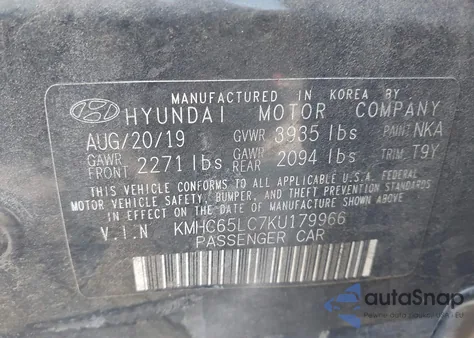 MANUFACTURED IN KOREA BY
HYUNDAI MOTOR COMPANY
AUG/20/19 GVWR 3935 lbs PAINT NKA
GAWR FRONT 2271 lbs GAWR REAR 2094 lbs TRIM T9Y
THIS VEHICLE CONFORMS TO ALL APPLICABLE U.S. FEDERAL
MOTOR VEHICLE SAFETY, BUMPER, AND THEFT PREVENTION STANDARDS
IN EFFECT ON THE DATE OF MANUFACTURE SHOWN ABOVE.
V.I.N KMHC65LC7KU179966
PASSENGER CAR
autoSnap